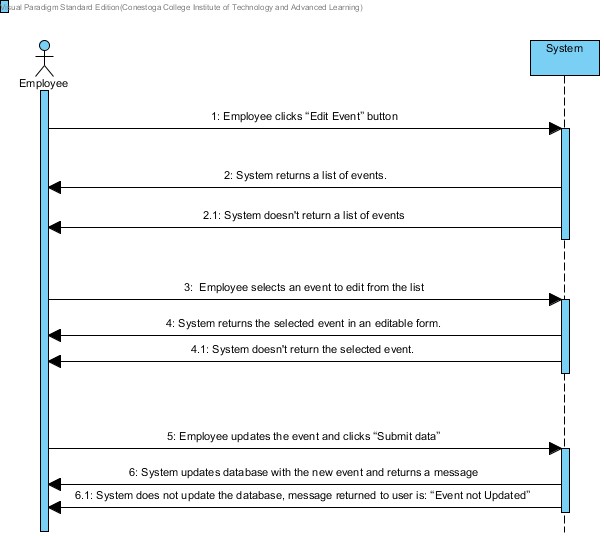 Visual Paradigm Standard Edition(Conestoga College Institute of Technology and Advanced Learning)
System
Employee
1: Employee clicks “Edit Event” button
2: System returns a list of events.
2.1: System doesn't return a list of events
3:  Employee selects an event to edit from the list
4: System returns the selected event in an editable form.
4.1: System doesn't return the selected event.
5: Employee updates the event and clicks “Submit data”
6: System updates database with the new event and returns a message
6.1: System does not update the database, message returned to user is: “Event not Updated”